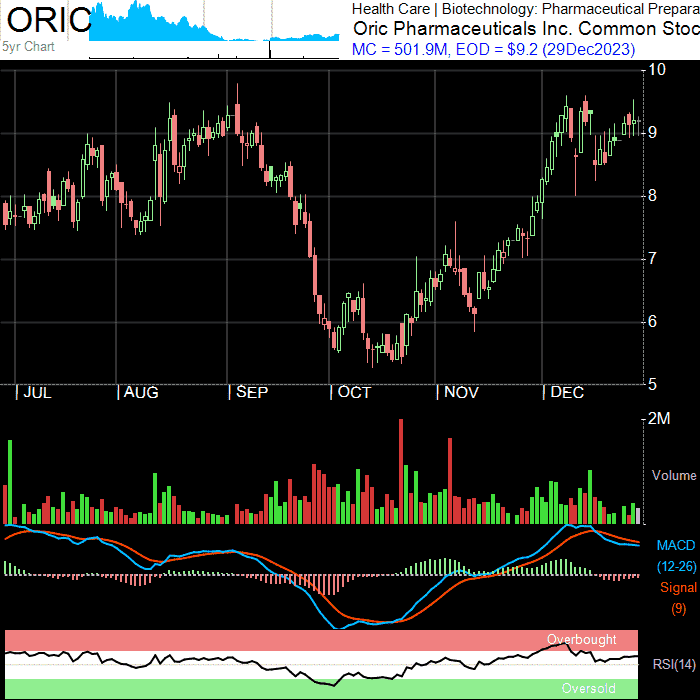 ORIC
5yr Chart
Health Care | Biotechnology: Pharmaceutical Prepara
Oric Pharmaceuticals Inc. Common Stoc
MC = 501.9M, EOD = $9.2 (29Dec2023)
10
9
8
7
6
5
JUL AUG SEP OCT NOV DEC
2M
Volume
MACD
(12-26)
Signal
(9)
Overbought
RSI(14)
Oversold